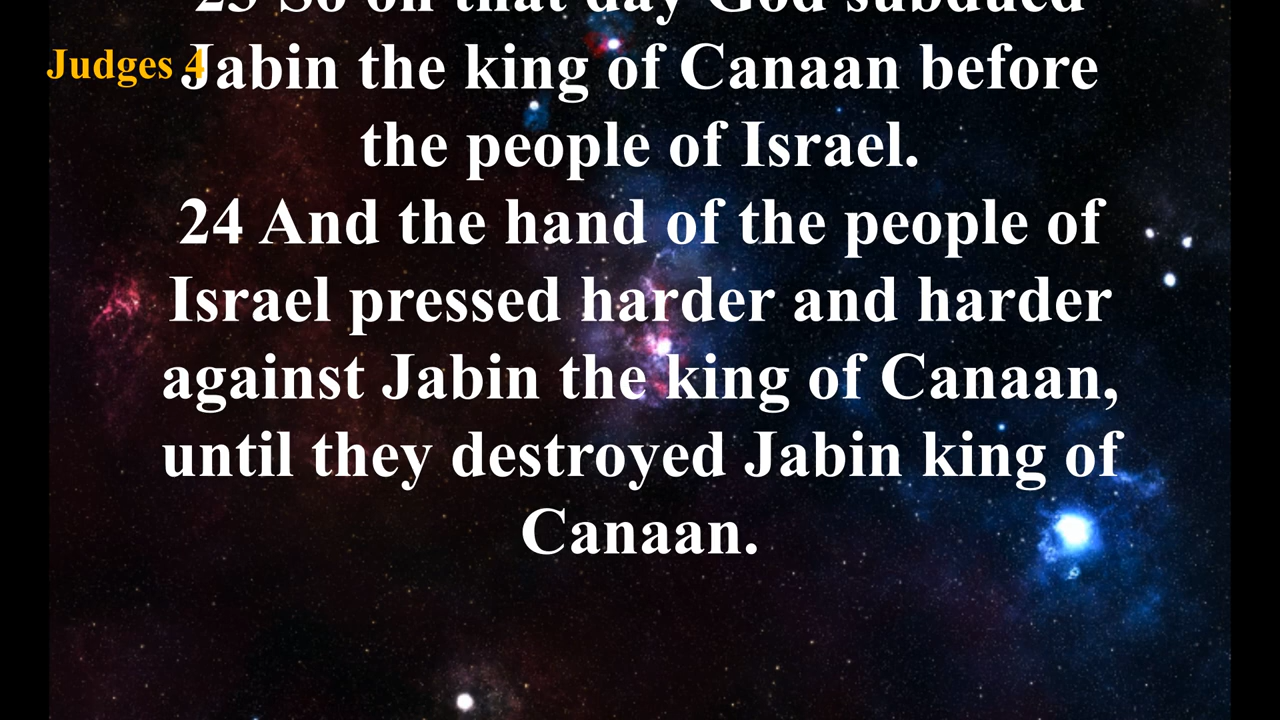 23 So on that day God subdued
Judges 4
Jabin the king of Canaan before
the people of Israel.
24 And the hand of the people of
Israel pressed harder and harder
against Jabin the king of Canaan,
until they destroyed Jabin king of
Canaan.